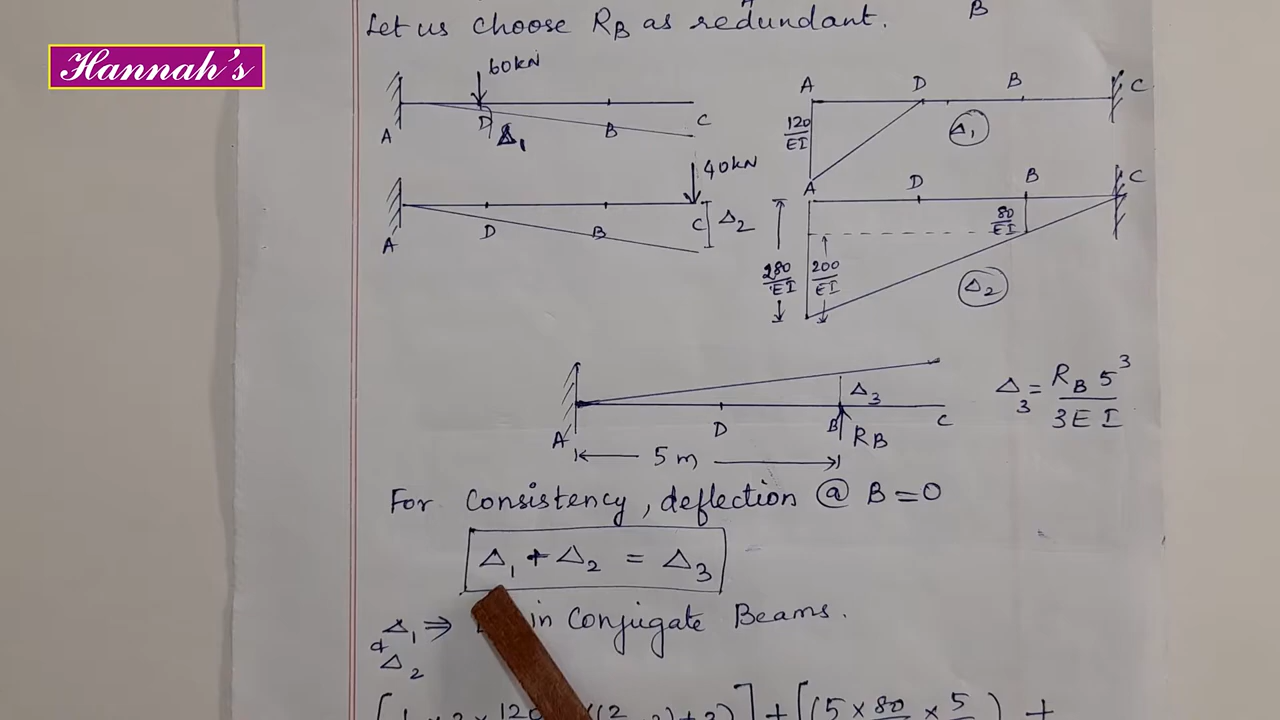 Let us choose R_B as redundant.
B
Hannah's
60kN
A D B C
Δ₁
A D B C
120/EI
Δ₁
40kN
A D B C
Δ₂
A D B C
280/EI 200/EI 80/EI
Δ₂
A D B C
Δ₃
R_B
5 m
Δ₃ = R_B 5³ / 3EI
For Consistency, deflection @ B = 0
Δ₁ + Δ₂ = Δ₃
Δ₁ & Δ₂ ⇒ in Conjugate Beams.